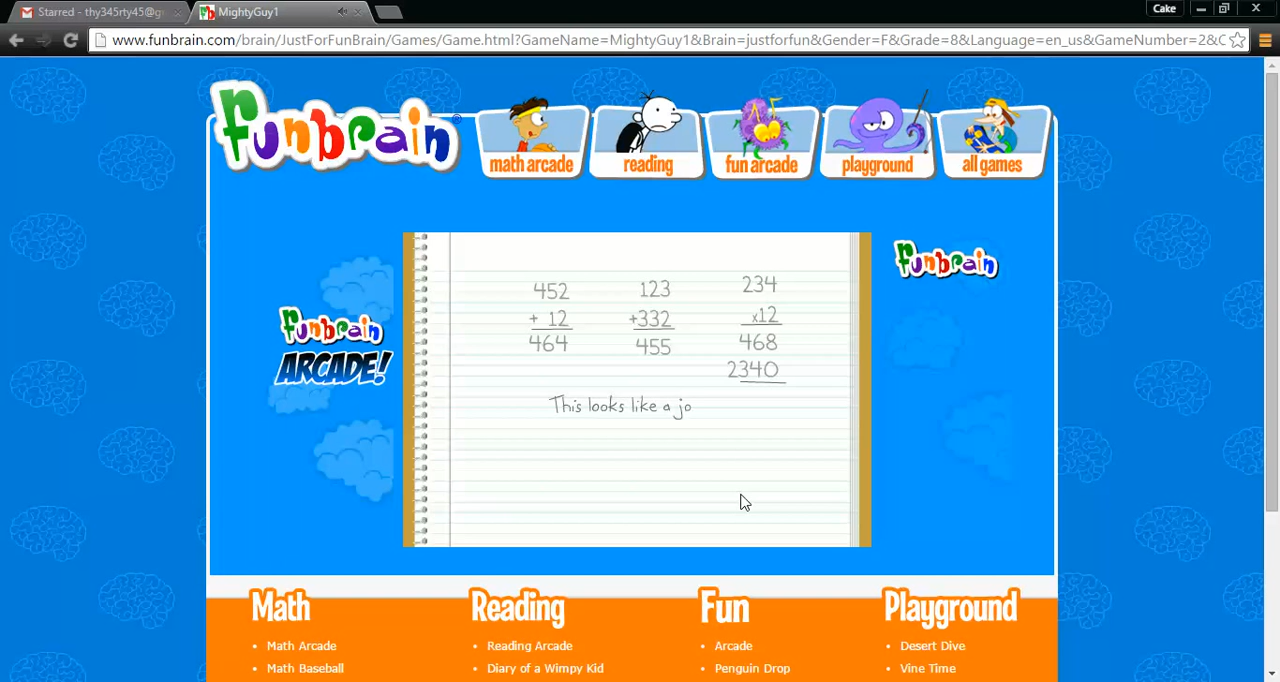 Starred - thy345rty45@g
MightyGuy1
Cake
www.funbrain.com/brain/JustForFunBrain/Games/Game.html?GameName=MightyGuy1&Brain=justforfun&Gender=F&Grade=8&Language=en_us&GameNumber=2&C
funbrain®
math arcade
reading
fun arcade
playground
all games
funbrain
funbrain
ARCADE!
452 123 234
+ 12 +332 x12
464 455 468
2340
This looks like a jo
Math Reading Fun Playground
• Math Arcade • Reading Arcade • Arcade • Desert Dive
• Math Baseball • Diary of a Wimpy Kid • Penguin Drop • Vine Time